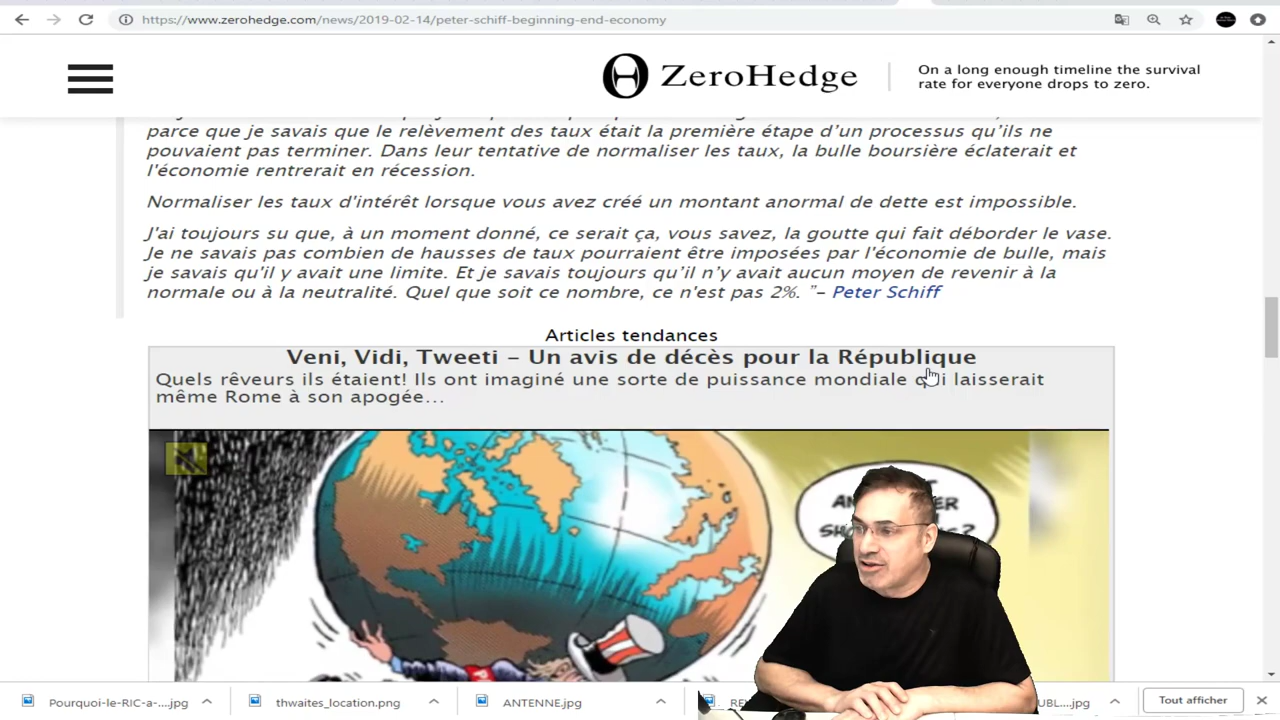 https://www.zerohedge.com/news/2019-02-14/peter-schiff-beginning-end-economy
ZeroHedge
On a long enough timeline the survival
rate for everyone drops to zero.
parce que je savais que le relèvement des taux était la première étape d’un processus qu’ils ne
pouvaient pas terminer. Dans leur tentative de normaliser les taux, la bulle boursière éclaterait et
l'économie rentrerait en récession.
Normaliser les taux d'intérêt lorsque vous avez créé un montant anormal de dette est impossible.
J'ai toujours su que, à un moment donné, ce serait ça, vous savez, la goutte qui fait déborder le vase.
Je ne savais pas combien de hausses de taux pourraient être imposées par l'économie de bulle, mais
je savais qu'il y avait une limite. Et je savais toujours qu’il n’y avait aucun moyen de revenir à la
normale ou à la neutralité. Quel que soit ce nombre, ce n'est pas 2%. ”– Peter Schiff
Articles tendances
Veni, Vidi, Tweeti – Un avis de décès pour la République
Quels rêveurs ils étaient! Ils ont imaginé une sorte de puissance mondiale qui laisserait
même Rome à son apogée...
Pourquoi-le-RIC-a-....jpg
thwaites_location.png
ANTENNE.jpg
Tout afficher